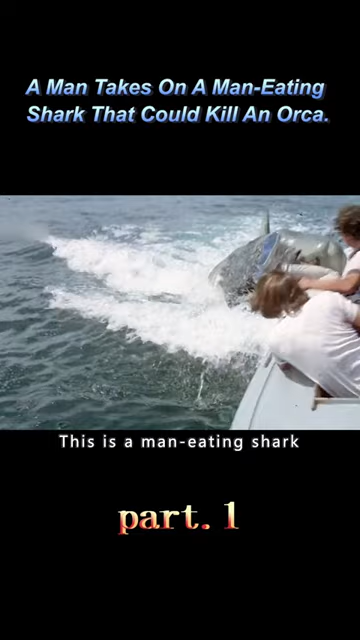 A Man Takes On A Man-Eating
Shark That Could Kill An Orca.
This is a man-eating shark
part.1